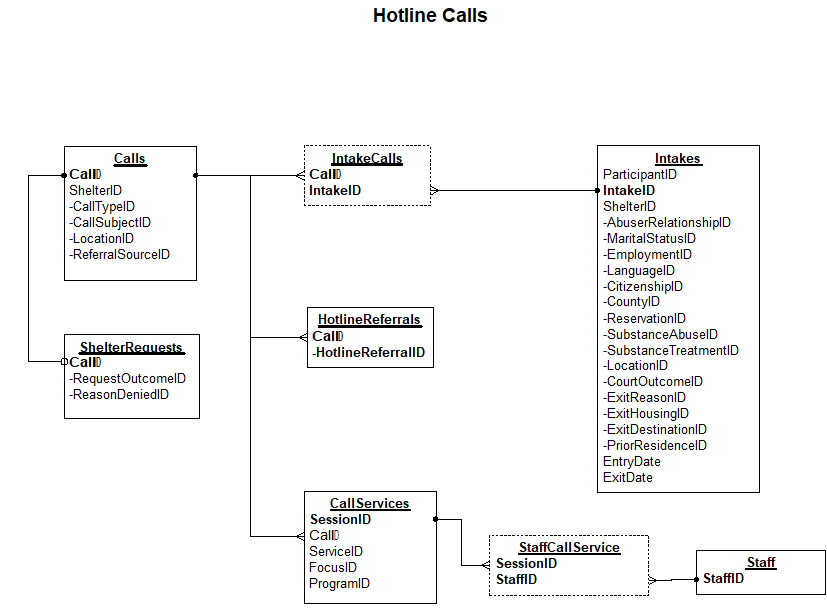 Hotline Calls
Calls
CallID
ShelterID
-CallTypeID
-CallSubjectID
-LocationID
-ReferralSourceID
ShelterRequests
CallID
-RequestOutcomeID
-ReasonDeniedID
IntakeCalls
CallID
IntakeID
HotlineReferrals
CallID
-HotlineReferralID
CallServices
SessionID
CallID
ServiceID
FocusID
ProgramID
StaffCallService
SessionID
StaffID
Intakes
ParticipantID
IntakeID
ShelterID
-AbuserRelationshipID
-MaritalStatusID
-EmploymentID
-LanguageID
-CitizenshipID
-CountyID
-ReservationID
-SubstanceAbuseID
-SubstanceTreatmentID
-LocationID
-CourtOutcomeID
-ExitReasonID
-ExitHousingID
-ExitDestinationID
-PriorResidenceID
EntryDate
ExitDate
Staff
StaffID